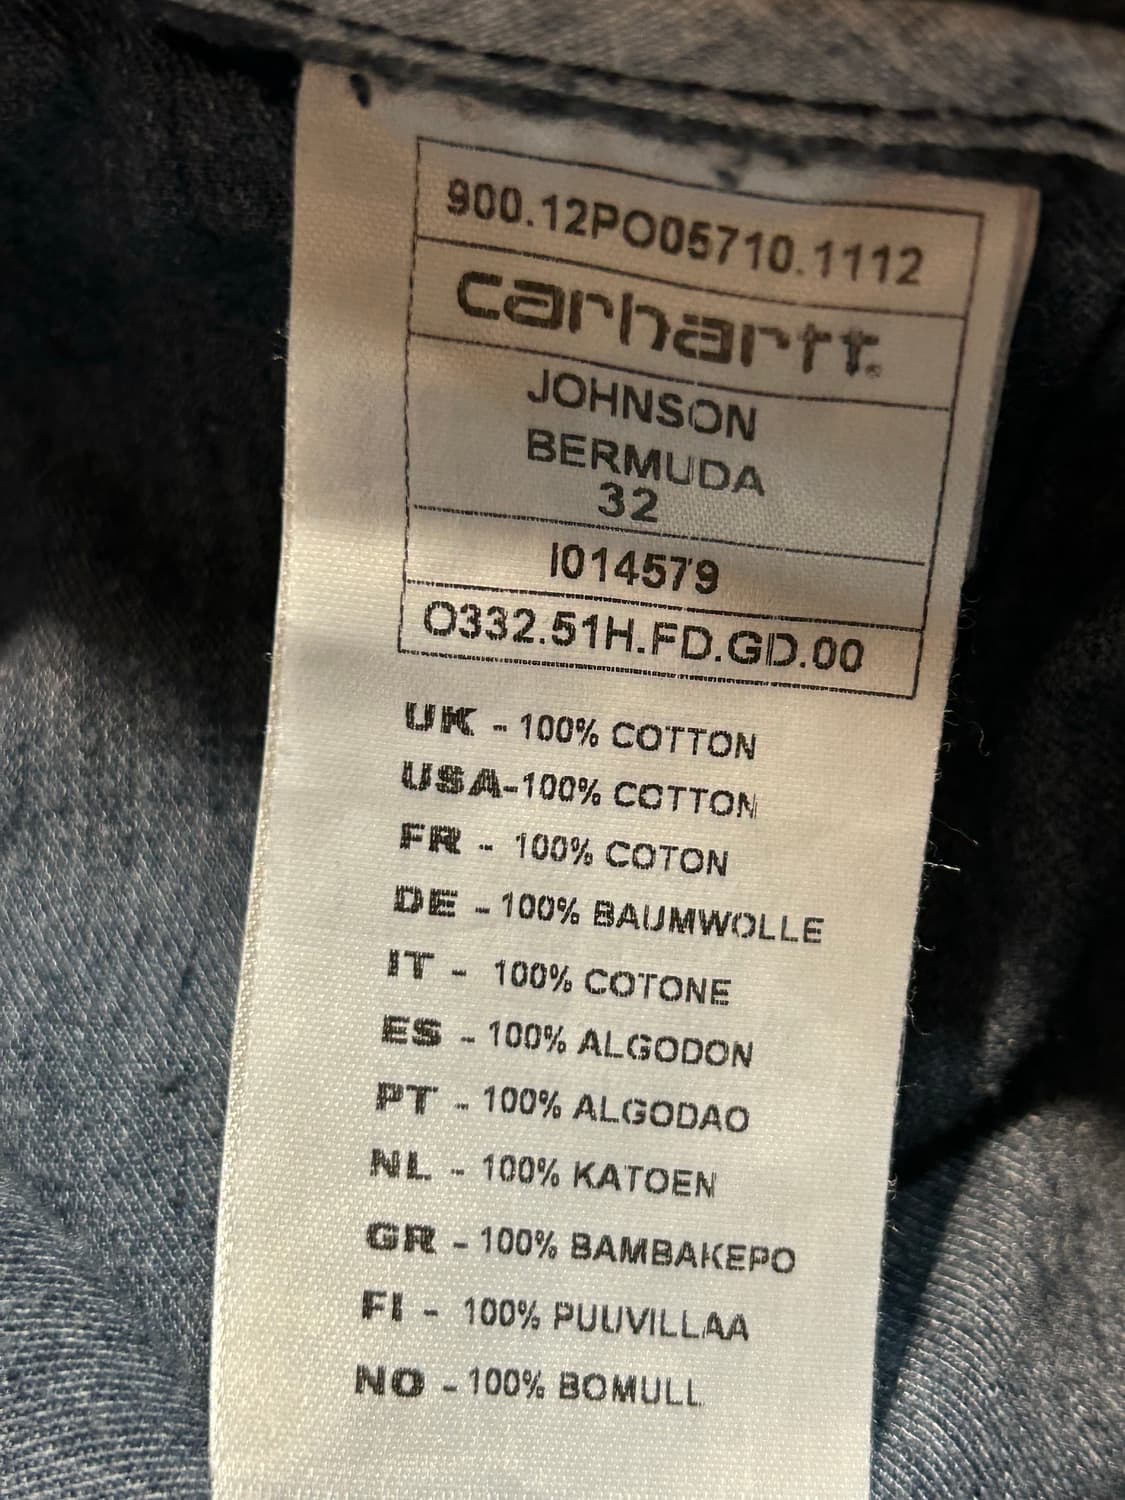 900.12PO05710.1112
carhartt®
JOHNSON
BERMUDA
32
I014579
O332.51H.FD.GD.00
UK - 100% COTTON
USA-100% COTTON
FR - 100% COTON
DE - 100% BAUMWOLLE
IT - 100% COTONE
ES - 100% ALGODON
PT - 100% ALGODAO
NL - 100% KATOEN
GR - 100% BAMBAKEPO
FI - 100% PUUVILLAA
NO - 100% BOMULL